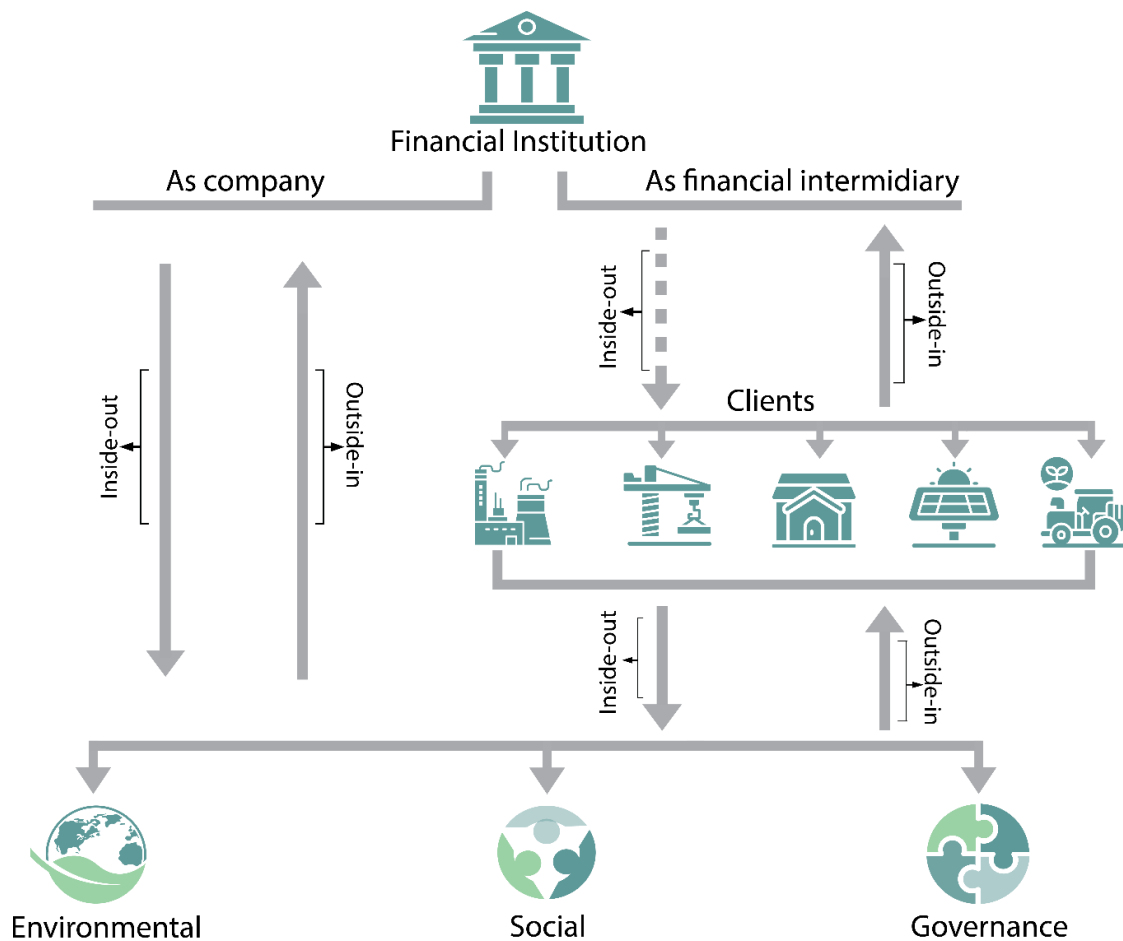 Financial Institution
As company
As financial intermidiary
Inside-out
Outside-in
Clients
Inside-out
Outside-in
Inside-out
Outside-in
Environmental
Social
Governance